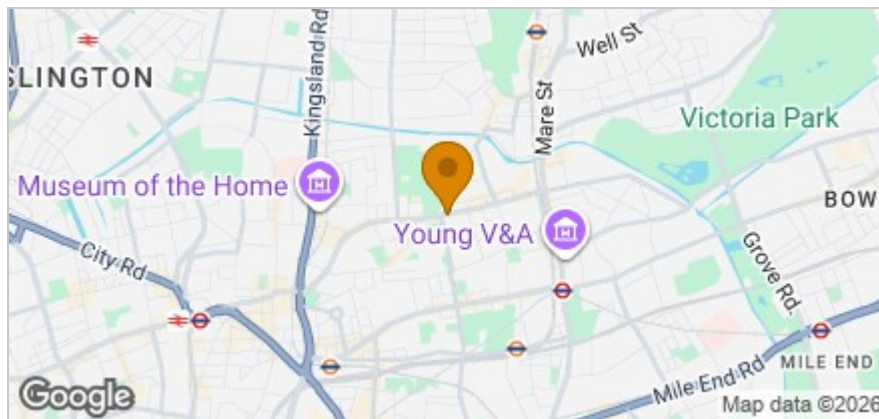 SLINGTON
Kingsland Rd
Well St
Mare St
Victoria Park
Museum of the Home
Young V&A
BOW
City Rd
Grove Rd.
Mile End Rd
MILE END
Google
Map data ©2026